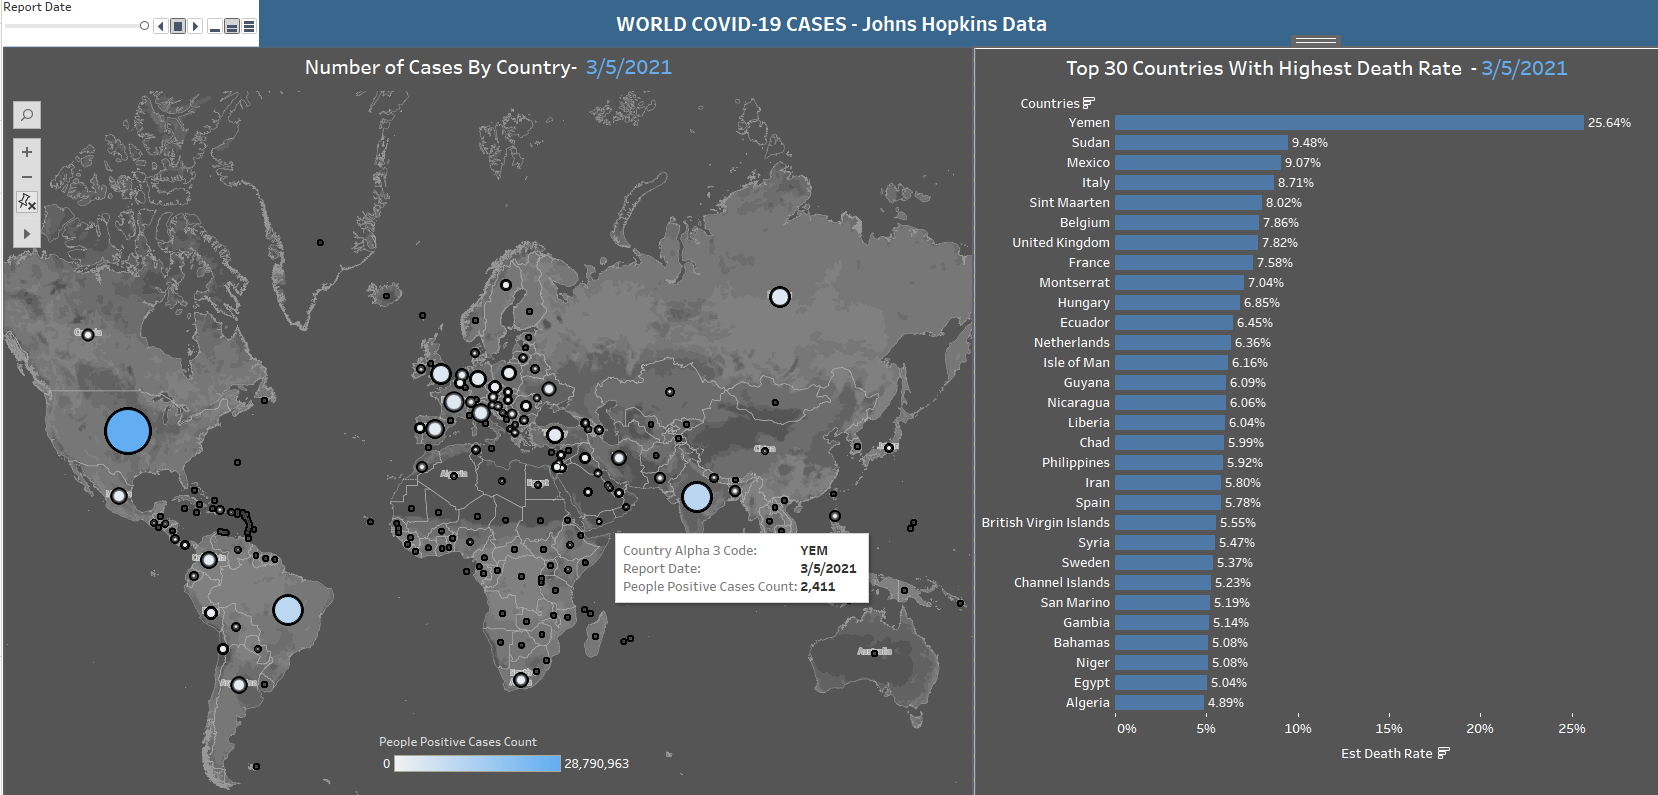 Report Date
WORLD COVID-19 CASES - Johns Hopkins Data
Number of Cases By Country- 3/5/2021
Country Alpha 3 Code: YEM
Report Date: 3/5/2021
People Positive Cases Count: 2,411
People Positive Cases Count
0 28,790,963
Top 30 Countries With Highest Death Rate - 3/5/2021
Countries
Yemen 25.64%
Sudan 9.48%
Mexico 9.07%
Italy 8.71%
Sint Maarten 8.02%
Belgium 7.86%
United Kingdom 7.82%
France 7.58%
Montserrat 7.04%
Hungary 6.85%
Ecuador 6.45%
Netherlands 6.36%
Isle of Man 6.16%
Guyana 6.09%
Nicaragua 6.06%
Liberia 6.04%
Chad 5.99%
Philippines 5.92%
Iran 5.80%
Spain 5.78%
British Virgin Islands 5.55%
Syria 5.47%
Sweden 5.37%
Channel Islands 5.23%
San Marino 5.19%
Gambia 5.14%
Bahamas 5.08%
Niger 5.08%
Egypt 5.04%
Algeria 4.89%
0% 5% 10% 15% 20% 25%
Est Death Rate